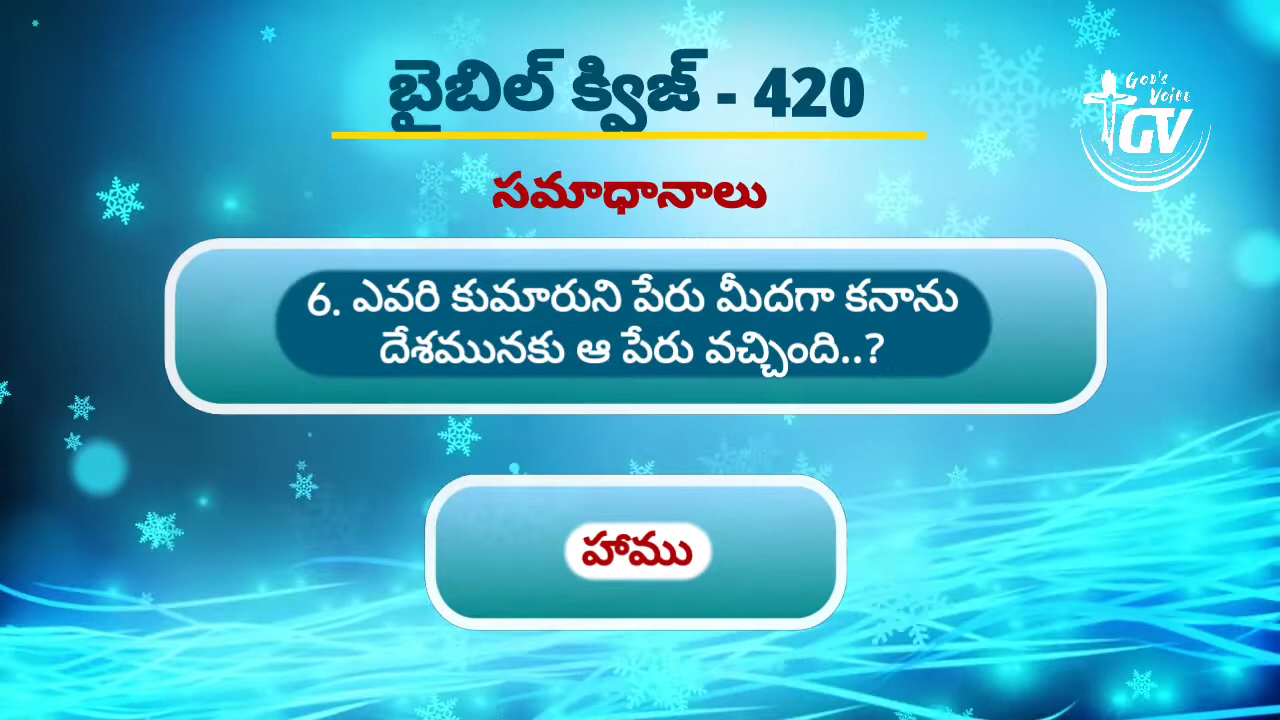 బైబిల్ క్విజ్ - 420
GOD'S
VOICE
GV
సమాధానాలు
6. ఎవరి కుమారుని పేరు మీదగా కనాను
దేశమునకు ఆ పేరు వచ్చింది..?
హాము